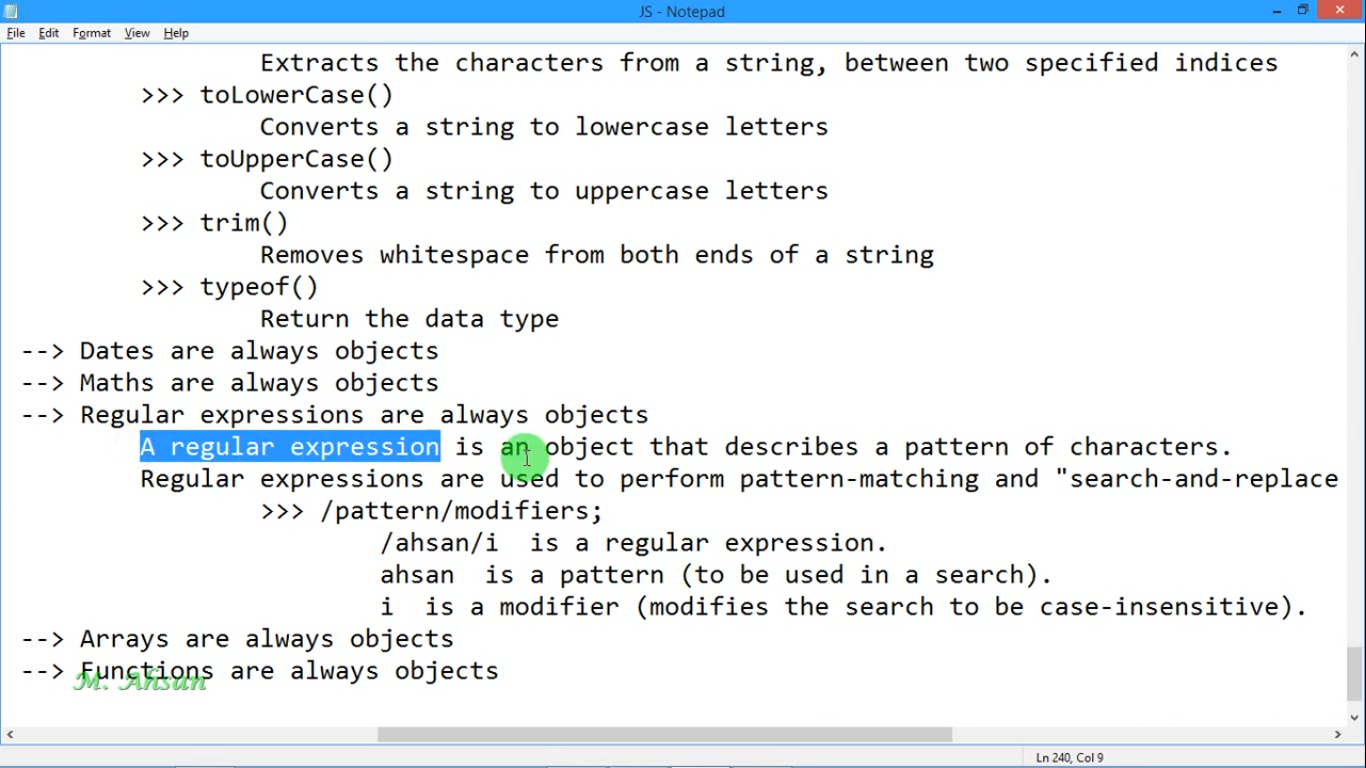 JS - Notepad
File Edit Format View Help
Extracts the characters from a string, between two specified indices
>>> toLowerCase()
Converts a string to lowercase letters
>>> toUpperCase()
Converts a string to uppercase letters
>>> trim()
Removes whitespace from both ends of a string
>>> typeof()
Return the data type
--> Dates are always objects
--> Maths are always objects
--> Regular expressions are always objects
A regular expression is an object that describes a pattern of characters.
Regular expressions are used to perform pattern-matching and "search-and-replace
>>> /pattern/modifiers;
/ahsan/i  is a regular expression.
ahsan  is a pattern (to be used in a search).
i  is a modifier (modifies the search to be case-insensitive).
--> Arrays are always objects
--> Functions are always objects
M. Ahsan
Ln 240, Col 9